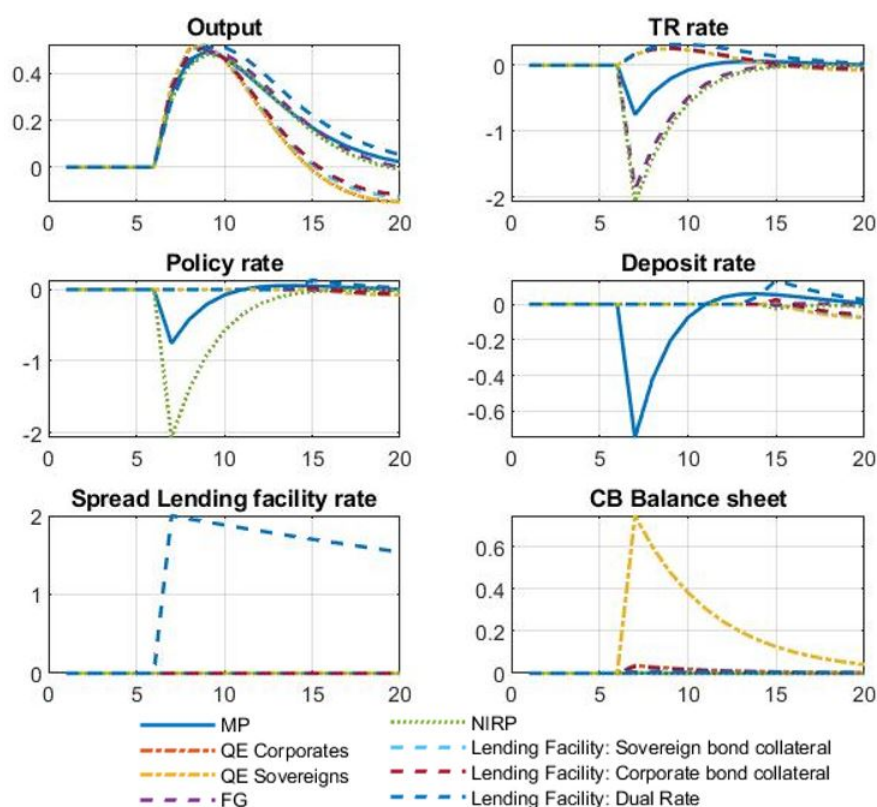 Output
0.4
0.2
0
0 5 10 15 20
TR rate
0
-1
-2
0 5 10 15 20
Policy rate
0
-1
-2
0 5 10 15 20
Deposit rate
0
-0.2
-0.4
-0.6
0 5 10 15 20
Spread Lending facility rate
2
1
0
0 5 10 15 20
CB Balance sheet
0.6
0.4
0.2
0
0 5 10 15 20
MP
QE Corporates
QE Sovereigns
FG
NIRP
Lending Facility: Sovereign bond collateral
Lending Facility: Corporate bond collateral
Lending Facility: Dual Rate